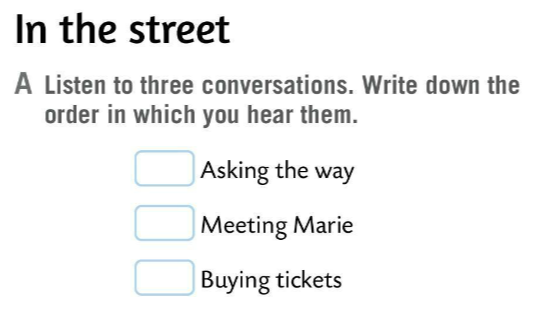 In the street
A Listen to three conversations. Write down the
order in which you hear them.
Asking the way
Meeting Marie
Buying tickets